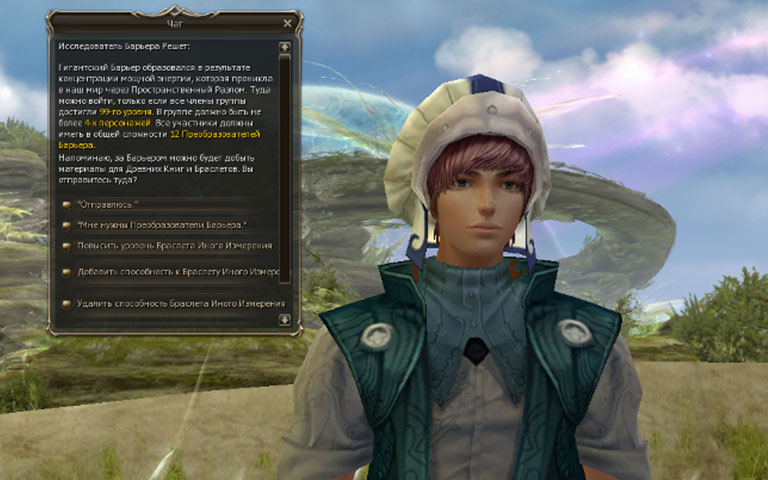 Чат
Исследователь Барьера Решет:
Гигантский Барьер образовался в результате
концентрации мощной энергии, которая проникла
в наш мир через Пространственный Разлом. Туда
можно войти, только если все члены группы
достигли 99-го уровня. В группе должно быть не
более 4-х персонажей. Все участники должны
иметь в общей сложности 12 Преобразователей
Барьера.
Напоминаю, за Барьером можно будет добыть
материалы для Древних Книг и Браслетов. Вы
отправитесь туда?
"Отправлюсь."
"Мне нужны Преобразователи Барьера."
Повысить уровень Браслета Иного Измерения
Добавить способность к Браслету Иного Измере
Удалить способность Браслета Иного Измерения